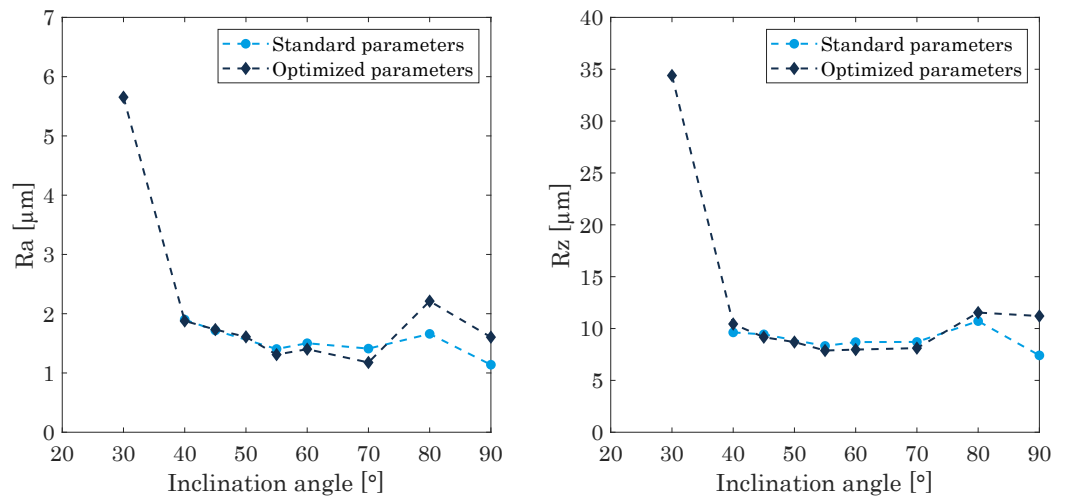 7
6
5
4
3
2
1
0
Ra [μm]
20 30 40 50 60 70 80 90
Inclination angle [°]
Standard parameters
Optimized parameters
40
35
30
25
20
15
10
5
0
Rz [μm]
20 30 40 50 60 70 80 90
Inclination angle [°]
Standard parameters
Optimized parameters